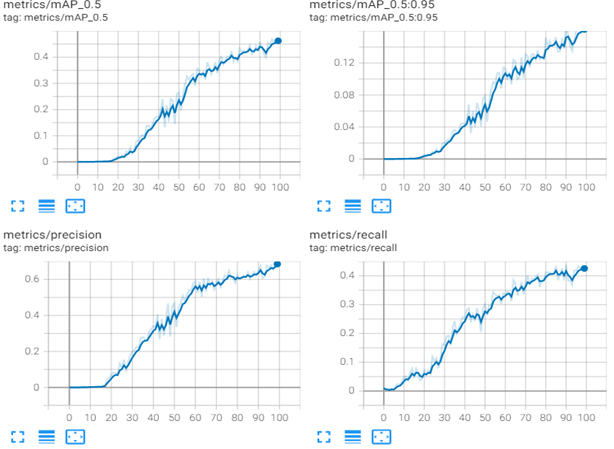 metrics/mAP_0.5
tag: metrics/mAP_0.5
0.4
0.3
0.2
0.1
0
0 10 20 30 40 50 60 70 80 90 100
metrics/mAP_0.5:0.95
tag: metrics/mAP_0.5:0.95
0.12
0.08
0.04
0
0 10 20 30 40 50 60 70 80 90 100
metrics/precision
tag: metrics/precision
0.6
0.4
0.2
0
0 10 20 30 40 50 60 70 80 90 100
metrics/recall
tag: metrics/recall
0.4
0.3
0.2
0.1
0
0 10 20 30 40 50 60 70 80 90 100